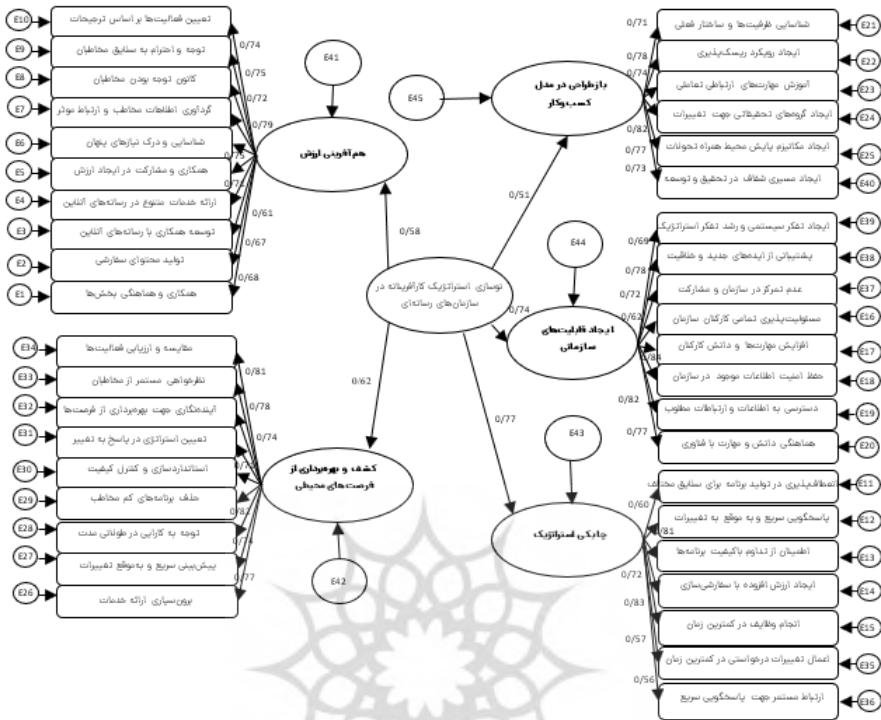 E10 تعیین فعالیت‌ها بر اساس ترجیحات
E9 توجه و احترام به سلایق مخاطبان
E8 کانون توجه بودن مخاطبان
E7 گردآوری اطلاعات مخاطب و ارتباط موثر
E6 شناسایی و درک نیازهای پنهان
E5 همکاری و مشارکت در ایجاد ارزش
E4 ارائه خدمات متنوع در رسانه‌های آنلاین
E3 توسعه همکاری با رسانه‌های آنلاین
E2 تولید محتوای سفارشی
E1 همکاری و هماهنگی بخش‌ها
0/74
0/75
0/72
0/79
0/75
0/61
0/67
0/68
E41
هم‌آفرینی ارزش
E45
بازطراحی در مدل
کسب‌وکار
0/71
0/78
0/74
0/82
0/77
0/73
شناسایی ظرفیت‌ها و ساختار فعلی E21
ایجاد رویکرد ریسک‌پذیری E22
آموزش مهارت‌های ارتباطی تعاملی E23
ایجاد گروه‌های تحقیقاتی جهت تغییرات E24
ایجاد مکانیزم پایش محیط همراه تحولات E25
ایجاد مسیری شفاف در تحقیق و توسعه E40
0/58
0/51
نوسازی استراتژیک کارآفرینانه در
سازمان‌های رسانه‌ای
0/74
0/62
0/77
E44
ایجاد قابلیت‌های
سازمانی
0/69
0/78
0/72
0/62
0/84
0/82
0/77
ایجاد تفکر سیستمی و رشد تفکر استراتژیک E39
پشتیبانی از ایده‌های جدید و خلاقیت E38
عدم تمرکز در سازمان و مشارکت E37
مسئولیت‌پذیری تمامی کارکنان سازمان E16
افزایش مهارت‌ها و دانش کارکنان E17
حفظ امنیت اطلاعات موجود در سازمان E18
دسترسی به اطلاعات و ارتباطات مطلوب E19
هماهنگی دانش و مهارت با فناوری E20
E34 مقایسه و ارزیابی فعالیت‌ها
E33 نظرخواهی مستمر از مخاطبان
E32 آینده‌نگاری جهت بهره‌برداری از فرصت‌ها
E31 تعیین استراتژی در پاسخ به تغییر
E30 استانداردسازی و کنترل کیفیت
E29 حذف برنامه‌های کم مخاطب
E28 توجه به کارایی در طولانی مدت
E27 پیش‌بینی سریع و به‌موقع تغییرات
E26 برون‌سپاری ارائه خدمات
0/81
0/78
0/74
0/82
0/74
0/77
کشف و بهره‌برداری از
فرصت‌های محیطی
E42
E43
چابکی استراتژیک
0/60
0/81
0/72
0/83
0/57
0/56
انعطاف‌پذیری در تولید برنامه برای سلایق مختلف E11
پاسخگویی سریع و به موقع به تغییرات E12
اطمینان از تداوم باکیفیت برنامه‌ها E13
ایجاد ارزش افزوده با سفارشی‌سازی E14
انجام وظایف در کمترین زمان E15
اعمال تغییرات درخواستی در کمترین زمان E35
ارتباط مستمر جهت پاسخگویی سریع E36